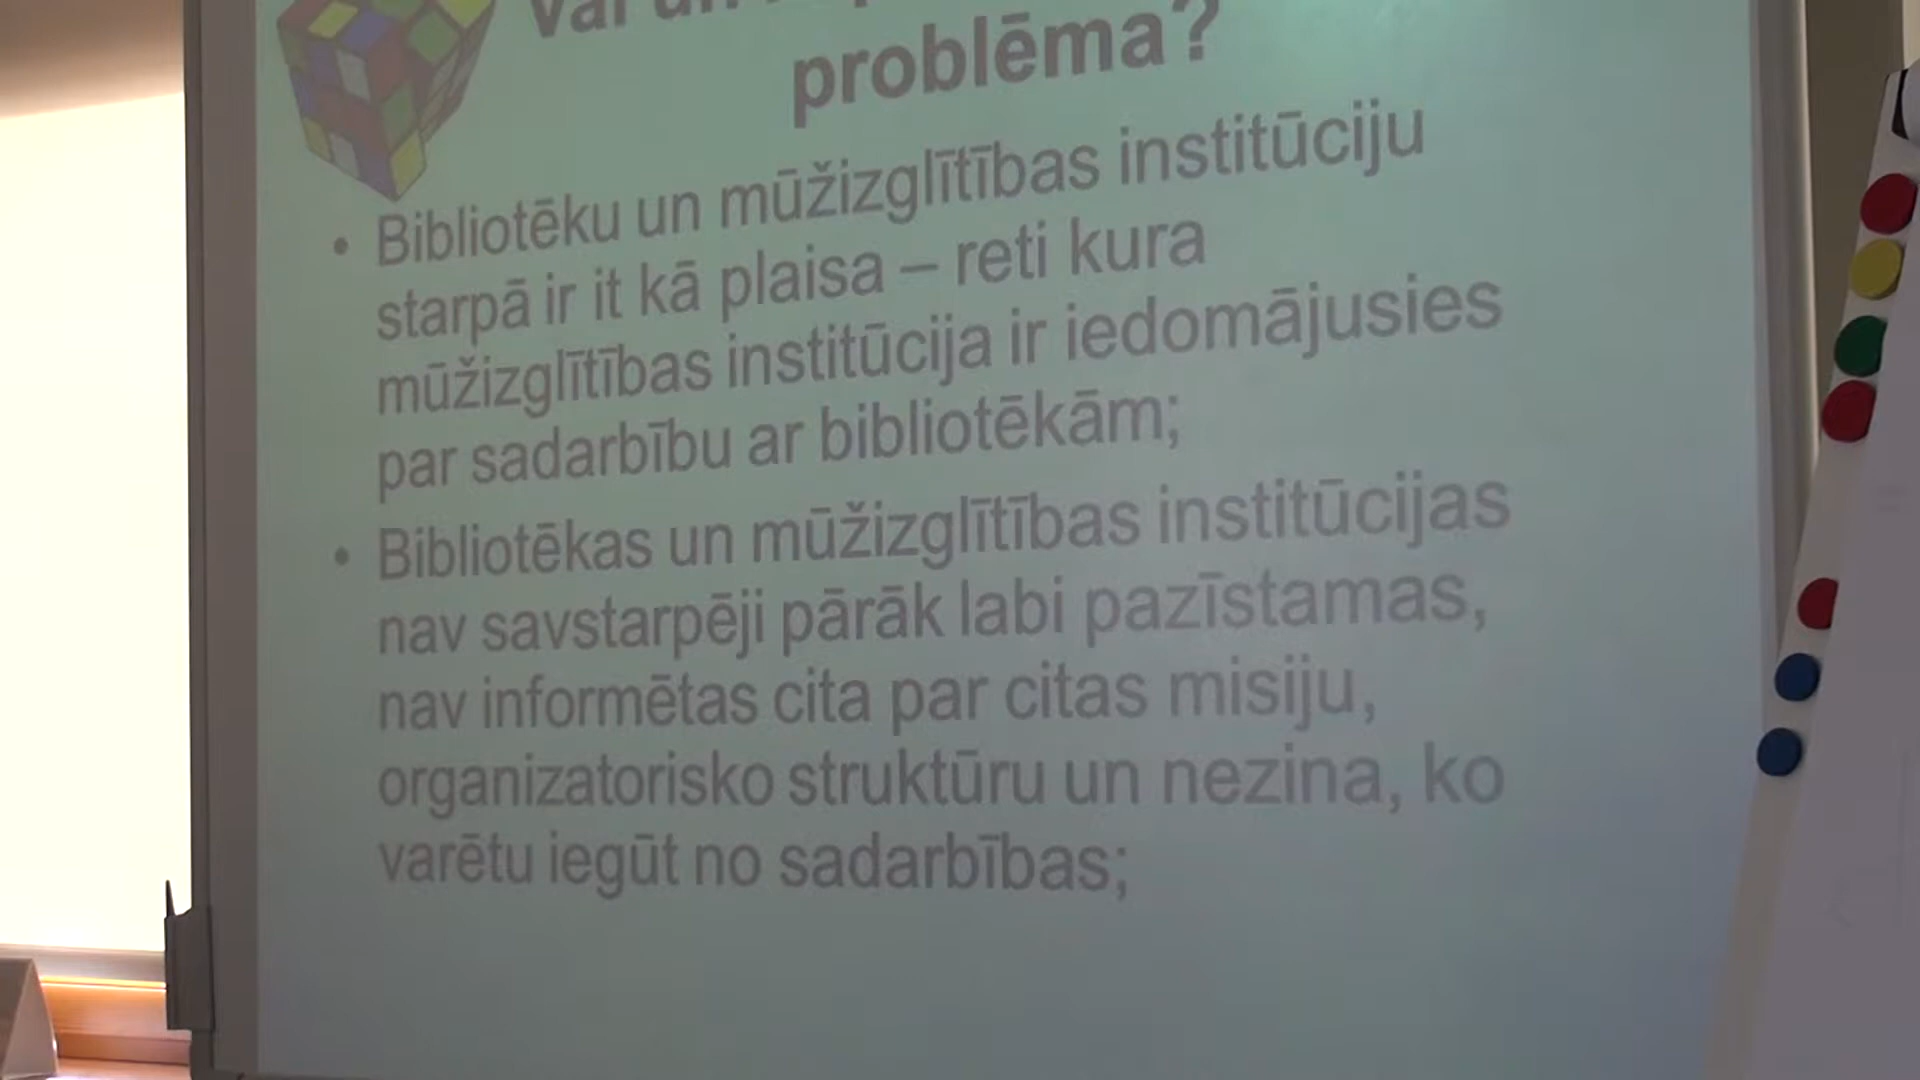 Vai un
problēma?
• Bibliotēku un mūžizglītības institūciju
starpā ir it kā plaisa – reti kura
mūžizglītības institūcija ir iedomājusies
par sadarbību ar bibliotēkām;
• Bibliotēkas un mūžizglītības institūcijas
nav savstarpēji pārāk labi pazīstamas,
nav informētas cita par citas misiju,
organizatorisko struktūru un nezina, ko
varētu iegūt no sadarbības;